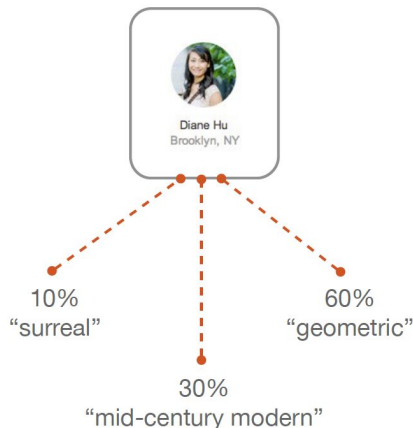 Diane Hu
Brooklyn, NY
10%
“surreal”
60%
“geometric”
30%
“mid-century modern”